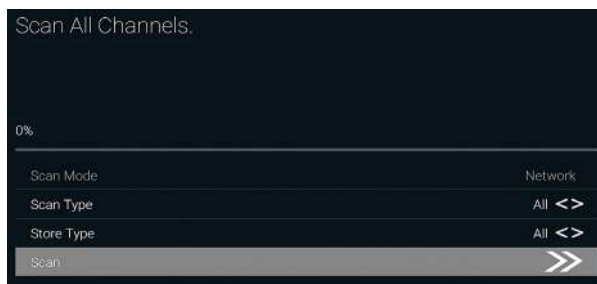 Scan All Channels.
0%
Scan Mode Network
Scan Type All <>
Store Type All <>
Scan >>